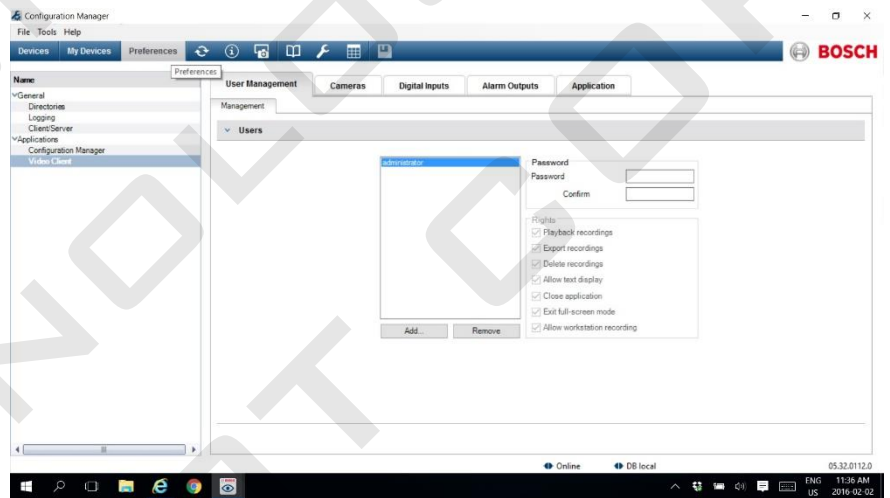 Configuration Manager
File Tools Help
Devices My Devices Preferences BOSCH
Preferences
Name
General
Directories
Logging
Client/Server
Applications
Configuration Manager
Video Client
User Management Cameras Digital Inputs Alarm Outputs Application
Management
Users
administrator
Password
Password
Confirm
Rights
Playback recordings
Export recordings
Delete recordings
Allow text display
Close application
Exit full-screen mode
Allow workstation recording
Add... Remove
Online DB local 05.32.0112.0
ENG 11:36 AM
US 2016-02-02